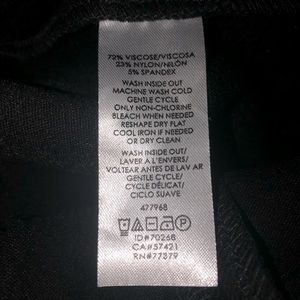 72% VISCOSE/VISCOSA
23% NYLON/NILÓN
5% SPANDEX
WASH INSIDE OUT
MACHINE WASH COLD
GENTLE CYCLE
ONLY NON-CHLORINE
BLEACH WHEN NEEDED
RESHAPE DRY FLAT
COOL IRON IF NEEDED
OR DRY CLEAN
WASH INSIDE OUT/
LAVER A L'ENVERS/
VOLTEAR ANTES DE LAV AR
GENTLE CYCLE/
CYCLE DÉLICAT/
CICLO SUAVE
477968
ID#70268
CA#57421
RN#77379